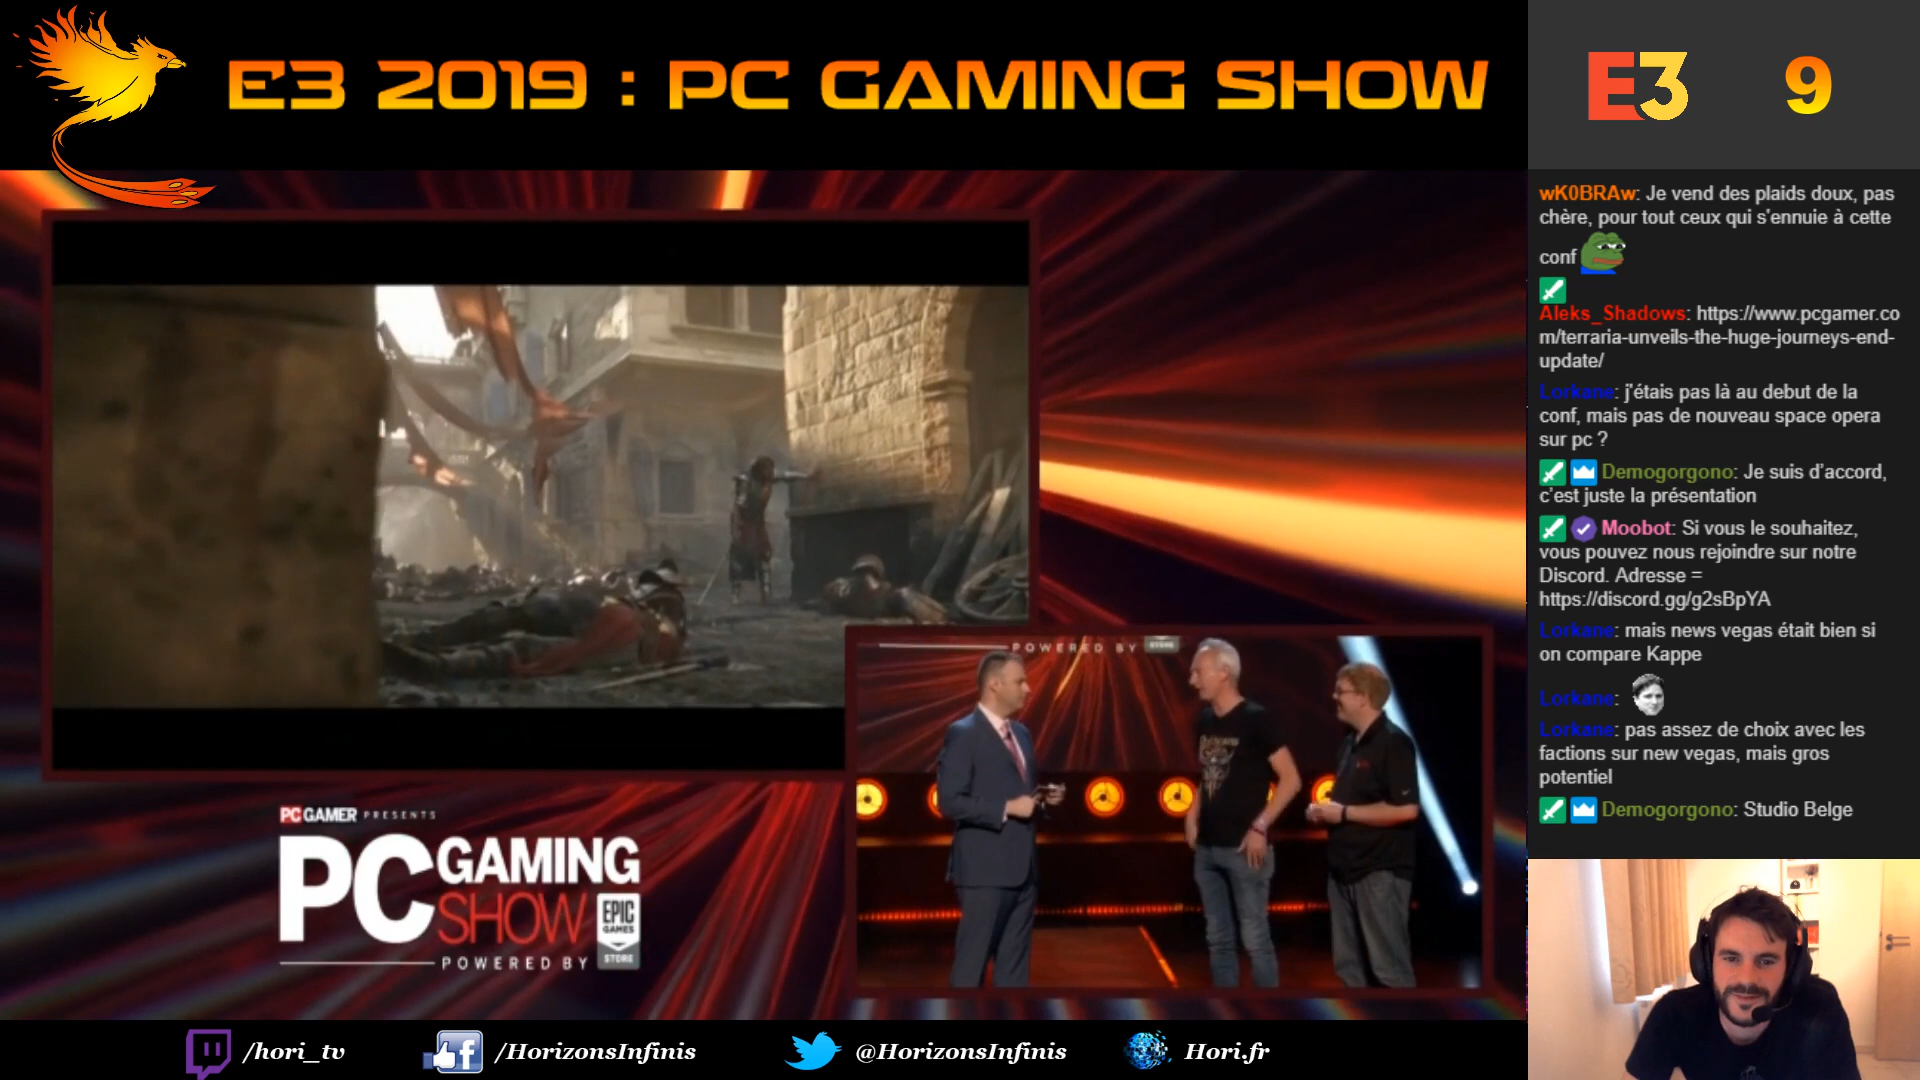 E3 2019 : PC GAMING SHOW
E3
9
wK0BRAw: Je vend des plaids doux, pas
chère, pour tout ceux qui s'ennuie à cette
conf
Aleks_Shadows: https://www.pcgamer.co
m/terraria-unveils-the-huge-journeys-end-
update/
Lorkane: j'étais pas là au debut de la
conf, mais pas de nouveau space opera
sur pc ?
Demogorgono: Je suis d'accord,
c'est juste la présentation
Moobot: Si vous le souhaitez,
vous pouvez nous rejoindre sur notre
Discord. Adresse =
https://discord.gg/g2sBpYA
Lorkane: mais news vegas était bien si
on compare Kappe
Lorkane:
Lorkane: pas assez de choix avec les
factions sur new vegas, mais gros
potentiel
Demogorgono: Studio Belge
POWERED BY
STORE
PC GAMER PRESENTS
PC GAMING
SHOW
EPIC
GAMES
STORE
POWERED BY
/hori_tv
/HorizonsInfinis
@HorizonsInfinis
Hori.fr